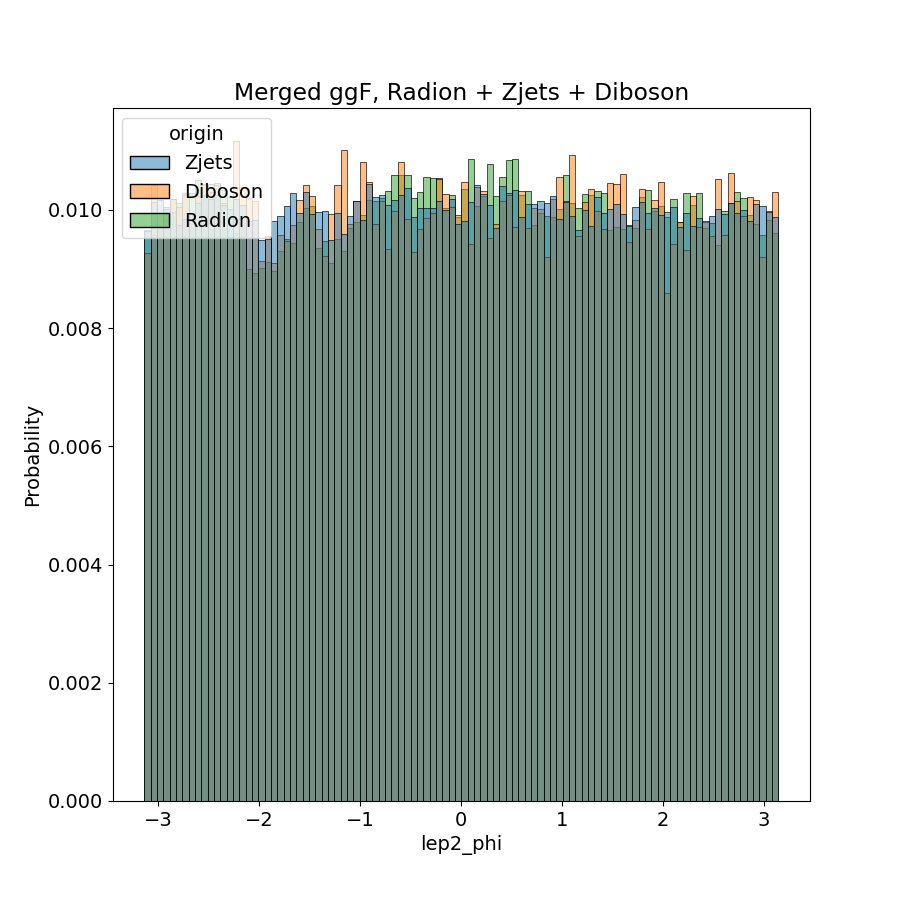 Merged ggF, Radion + Zjets + Diboson
origin
Zjets
Diboson
Radion
0.010
0.008
0.006
0.004
0.002
0.000
Probability
−3
−2
−1
0
1
2
3
lep2_phi